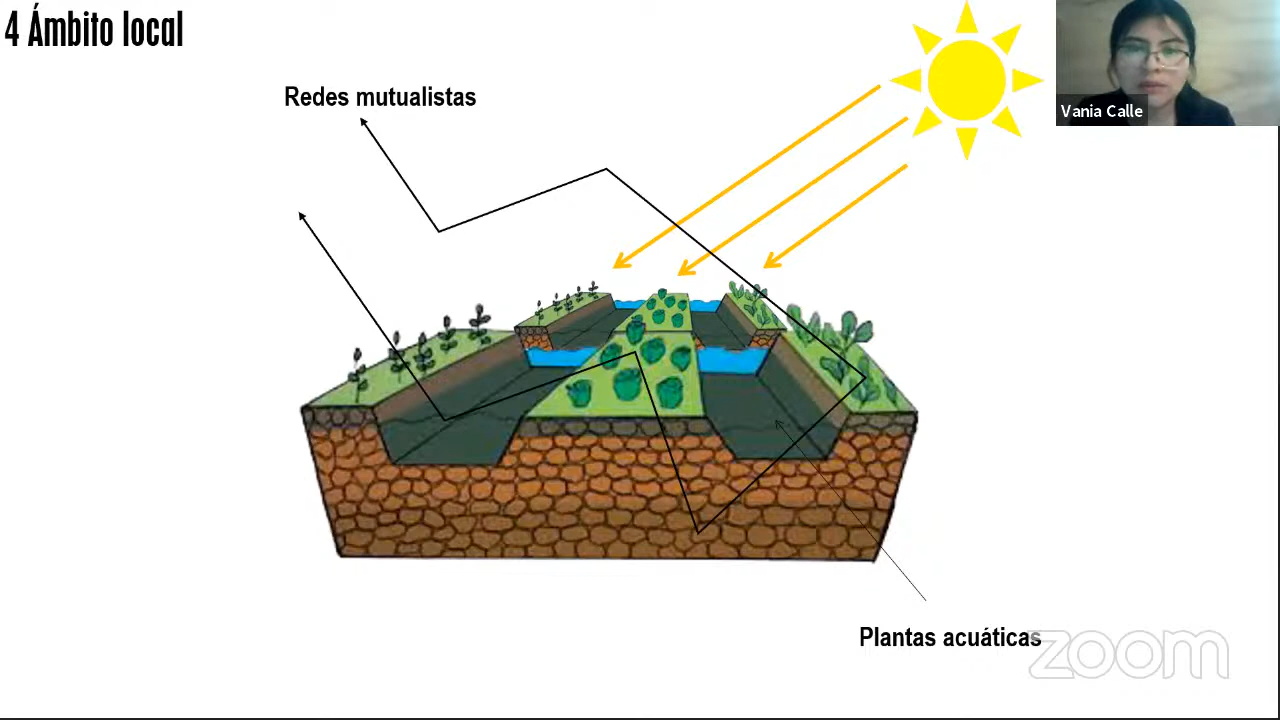 4 Ámbito local
Redes mutualistas
Vania Calle
Plantas acuáticas
zoom